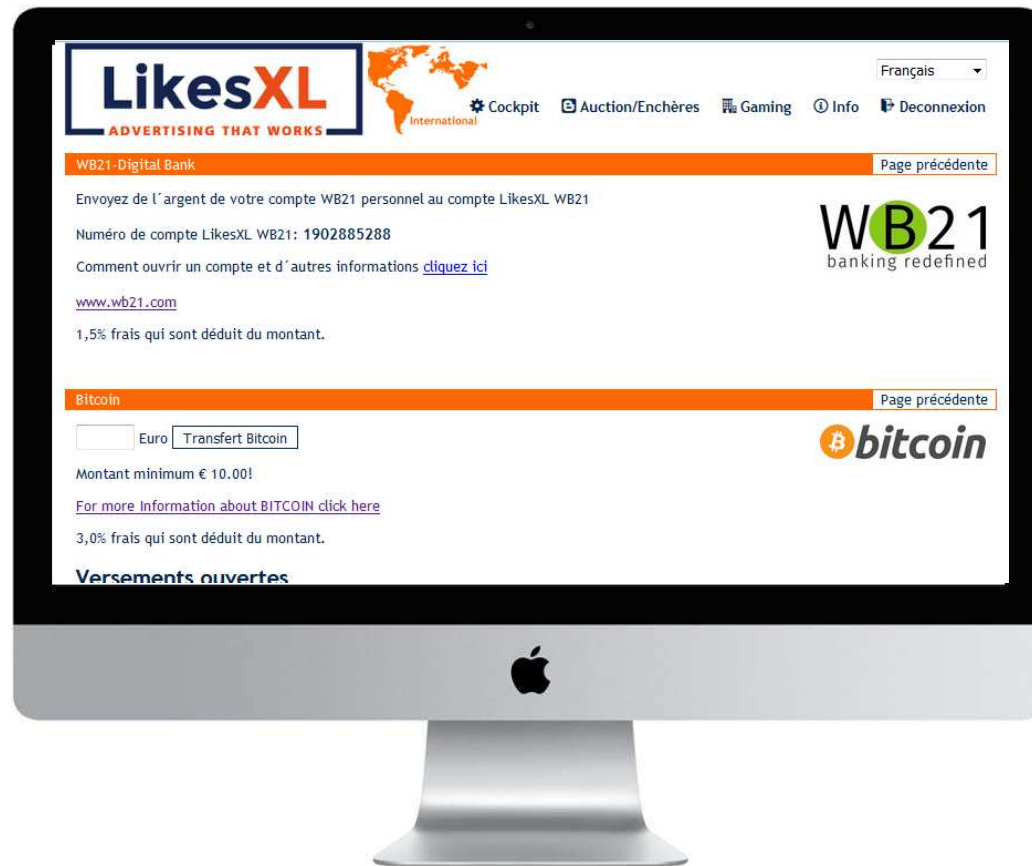 LikesXL
ADVERTISING THAT WORKS
International
Français
Cockpit Auction/Enchères Gaming Info Deconnexion
WB21-Digital Bank Page précédente
Envoyez de l´argent de votre compte WB21 personnel au compte LikesXL WB21
Numéro de compte LikesXL WB21: 1902885288
Comment ouvrir un compte et d´autres informations cliquez ici
www.wb21.com
1,5% frais qui sont déduit du montant.
WB21
banking redefined
Bitcoin Page précédente
Euro Transfert Bitcoin
bitcoin
Montant minimum € 10.00!
For more Information about BITCOIN click here
3,0% frais qui sont déduit du montant.
Versements ouvertes